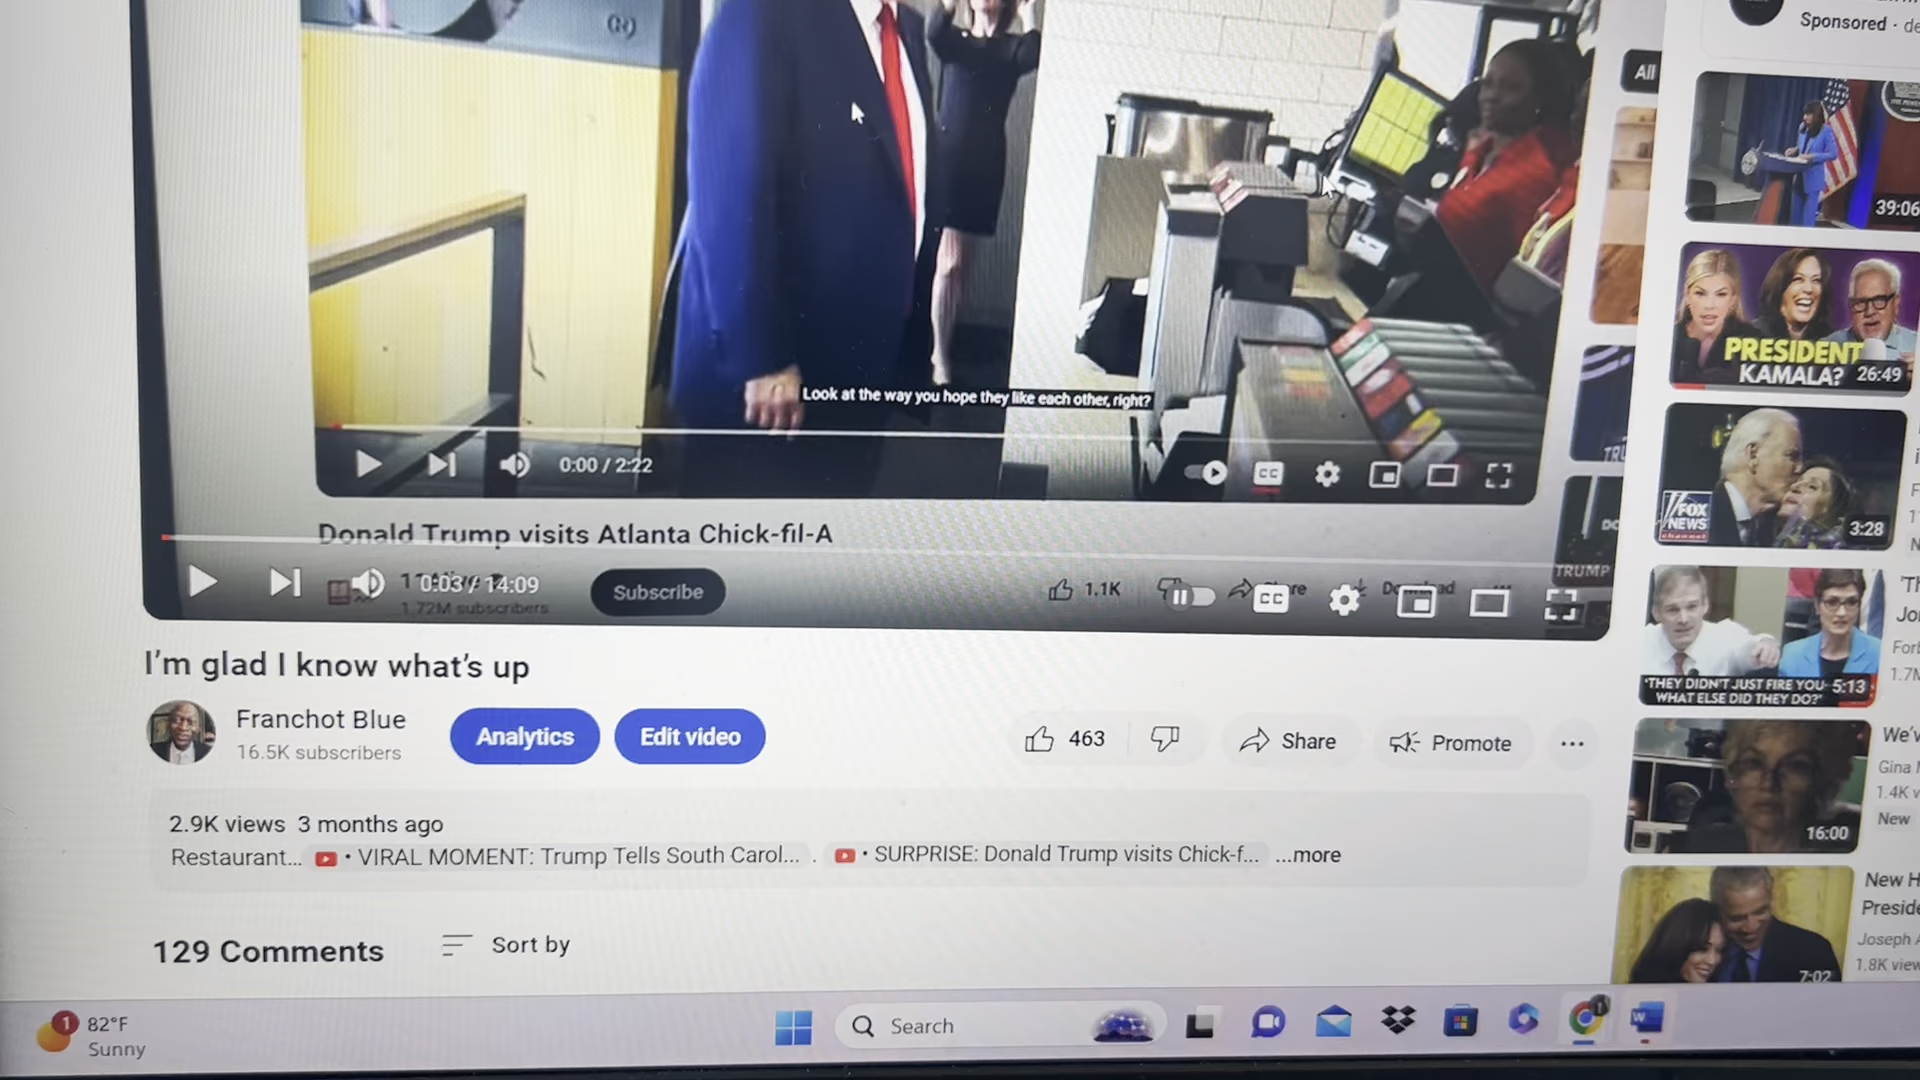 Sponsored
All
39:06
PRESIDENT
KAMALA?
26:49
Look at the way you hope they like each other, right?
0:00 / 2:22
CC
FOX
NEWS
channel
3:28
Donald Trump visits Atlanta Chick-fil-A
TRUMP
0:03 / 14:09
1.72M subscribers
Subscribe
1.1K
CC
I'm glad I know what's up
"THEY DIDN'T JUST FIRE YOU-
WHAT ELSE DID THEY DO?"
5:13
Franchot Blue
16.5K subscribers
Analytics
Edit video
463
Share
Promote
We'v
Gina
1.4K v
New
16:00
2.9K views 3 months ago
Restaurant... • VIRAL MOMENT: Trump Tells South Carol... . • SURPRISE: Donald Trump visits Chick-f... ...more
New H
Preside
Joseph A
1.8K view
7:02
129 Comments
Sort by
1
82°F
Sunny
Search
W